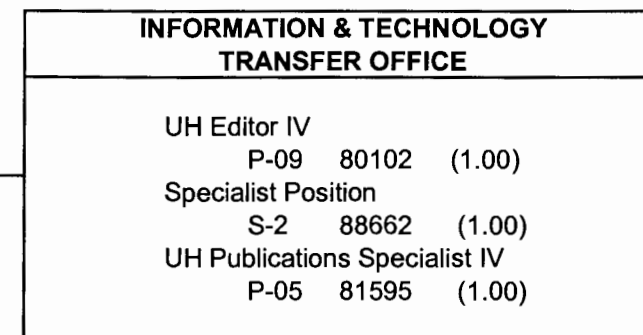 INFORMATION & TECHNOLOGY
TRANSFER OFFICE
UH Editor IV
P-09 80102 (1.00)
Specialist Position
S-2 88662 (1.00)
UH Publications Specialist IV
P-05 81595 (1.00)